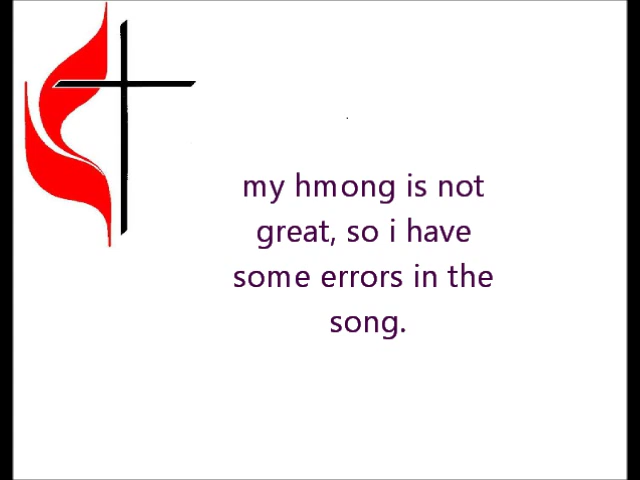 my hmong is not
great, so i have
some errors in the
song.